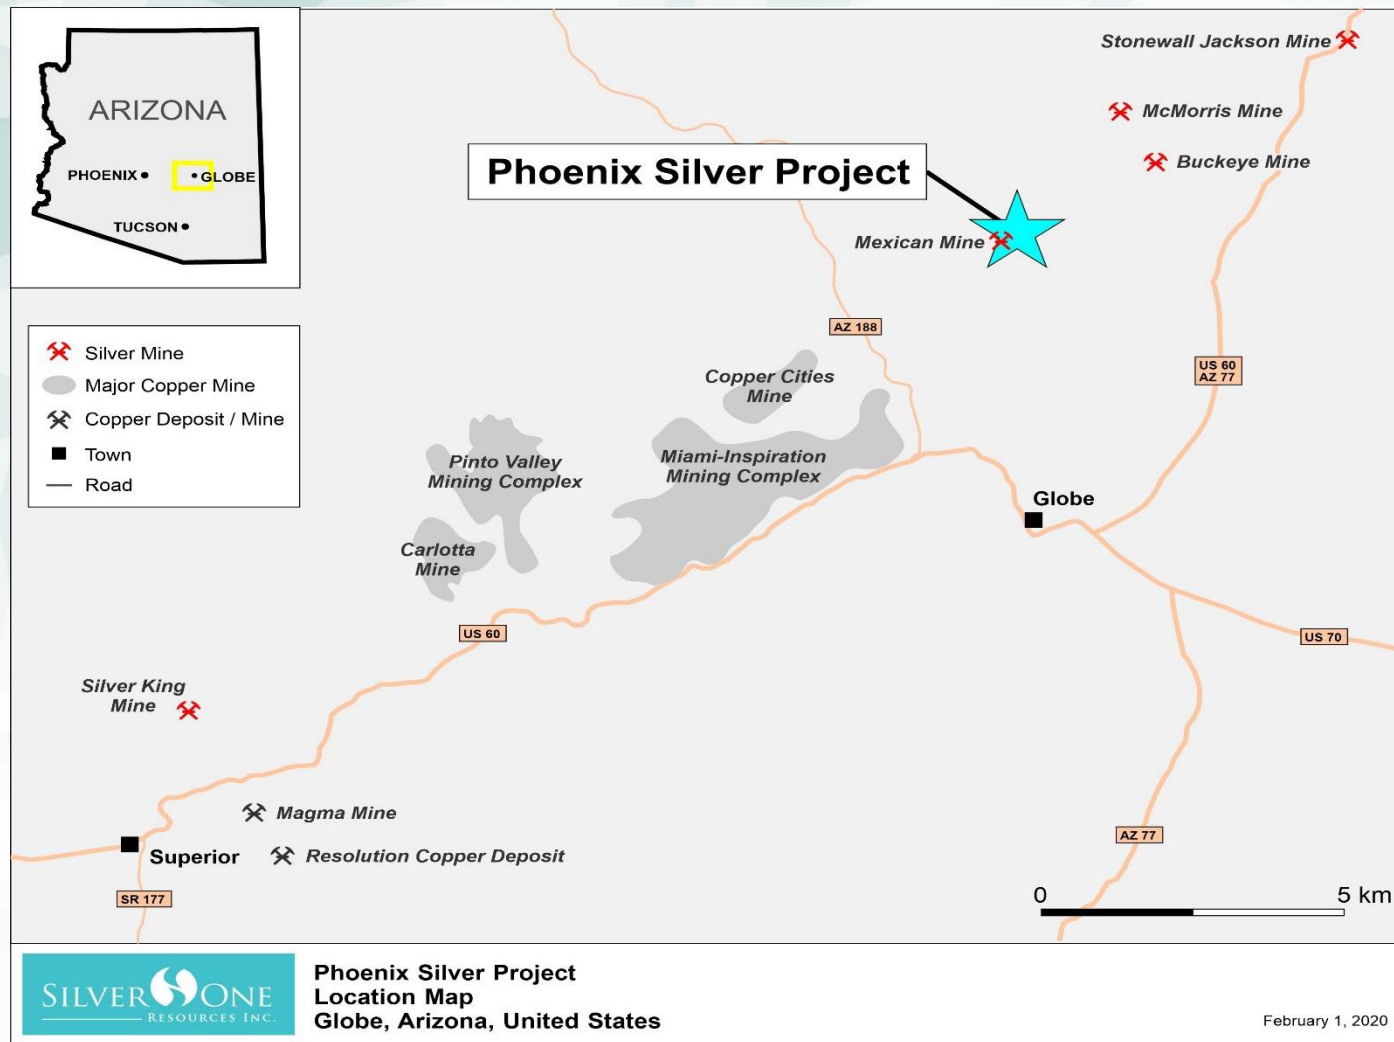 ARIZONA
PHOENIX
GLOBE
TUCSON
Silver Mine
Major Copper Mine
Copper Deposit / Mine
Town
Road
Stonewall Jackson Mine
McMorris Mine
Buckeye Mine
Phoenix Silver Project
Mexican Mine
AZ 188
US 60
AZ 77
Copper Cities
Mine
Miami-Inspiration
Mining Complex
Pinto Valley
Mining Complex
Carlotta
Mine
Globe
US 60
US 70
Silver King
Mine
Magma Mine
Superior
Resolution Copper Deposit
SR 177
AZ 77
0 5 km
SILVER ONE
RESOURCES INC.
Phoenix Silver Project
Location Map
Globe, Arizona, United States
February 1, 2020